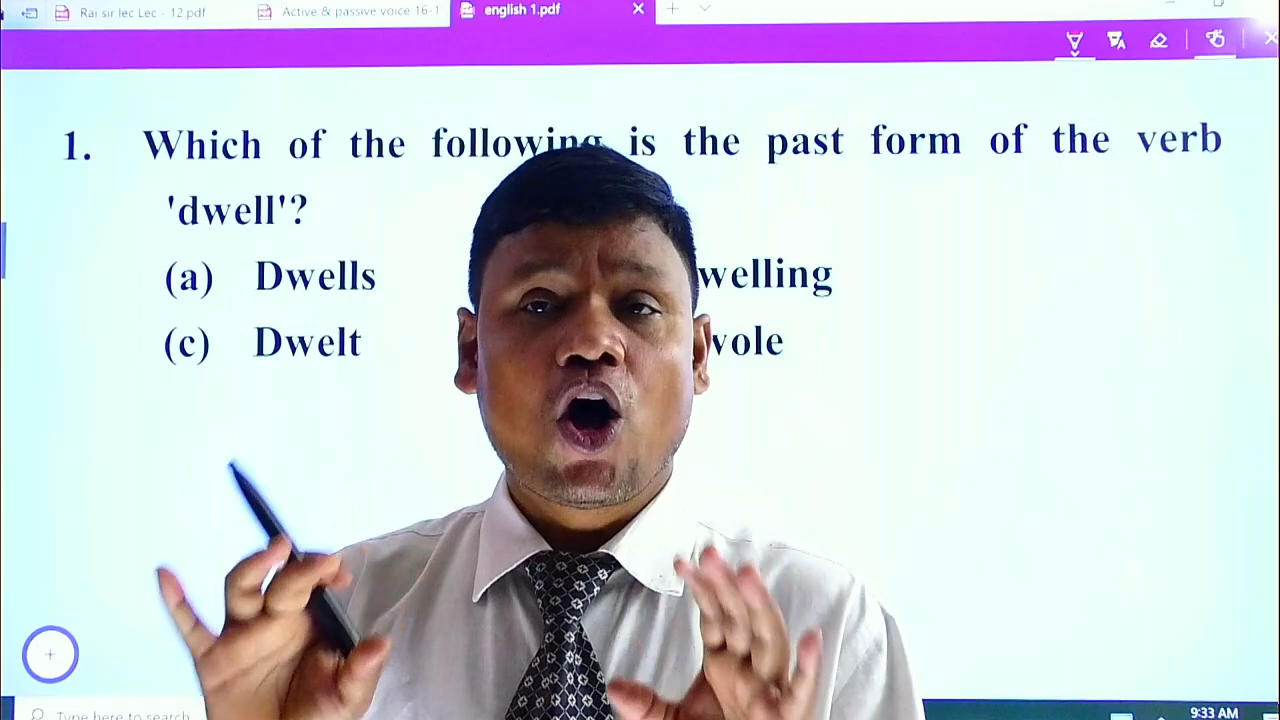 Rai sir lec Lec - 12.pdf Active & passive voice 16-1 english 1.pdf
1. Which of the following is the past form of the verb
'dwell'?
(a) Dwells welling
(c) Dwelt vole
Type here to search 9:33 AM